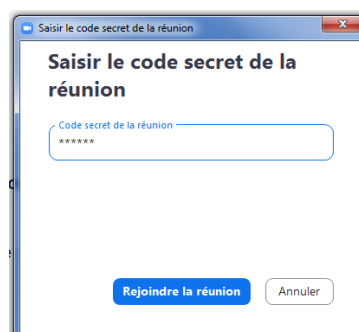 Saisir le code secret de la réunion
Saisir le code secret de la
réunion
Code secret de la réunion
******
Rejoindre la réunion
Annuler